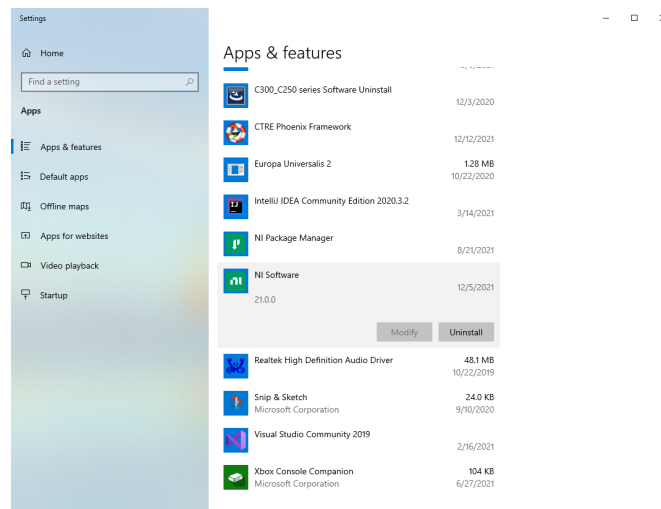 Settings
Home
Find a setting
Apps
Apps & features
Default apps
Offline maps
Apps for websites
Video playback
Startup
Apps & features
C300_C250 series Software Uninstall
12/3/2020
CTRE Phoenix Framework
12/12/2021
Europa Universalis 2
1.28 MB
10/22/2020
IntelliJ IDEA Community Edition 2020.3.2
3/14/2021
NI Package Manager
8/21/2021
NI Software
12/5/2021
21.0.0
Modify
Uninstall
Realtek High Definition Audio Driver
48.1 MB
10/22/2019
Snip & Sketch
24.0 KB
Microsoft Corporation
9/10/2020
Visual Studio Community 2019
2/16/2021
Xbox Console Companion
104 KB
Microsoft Corporation
6/27/2021